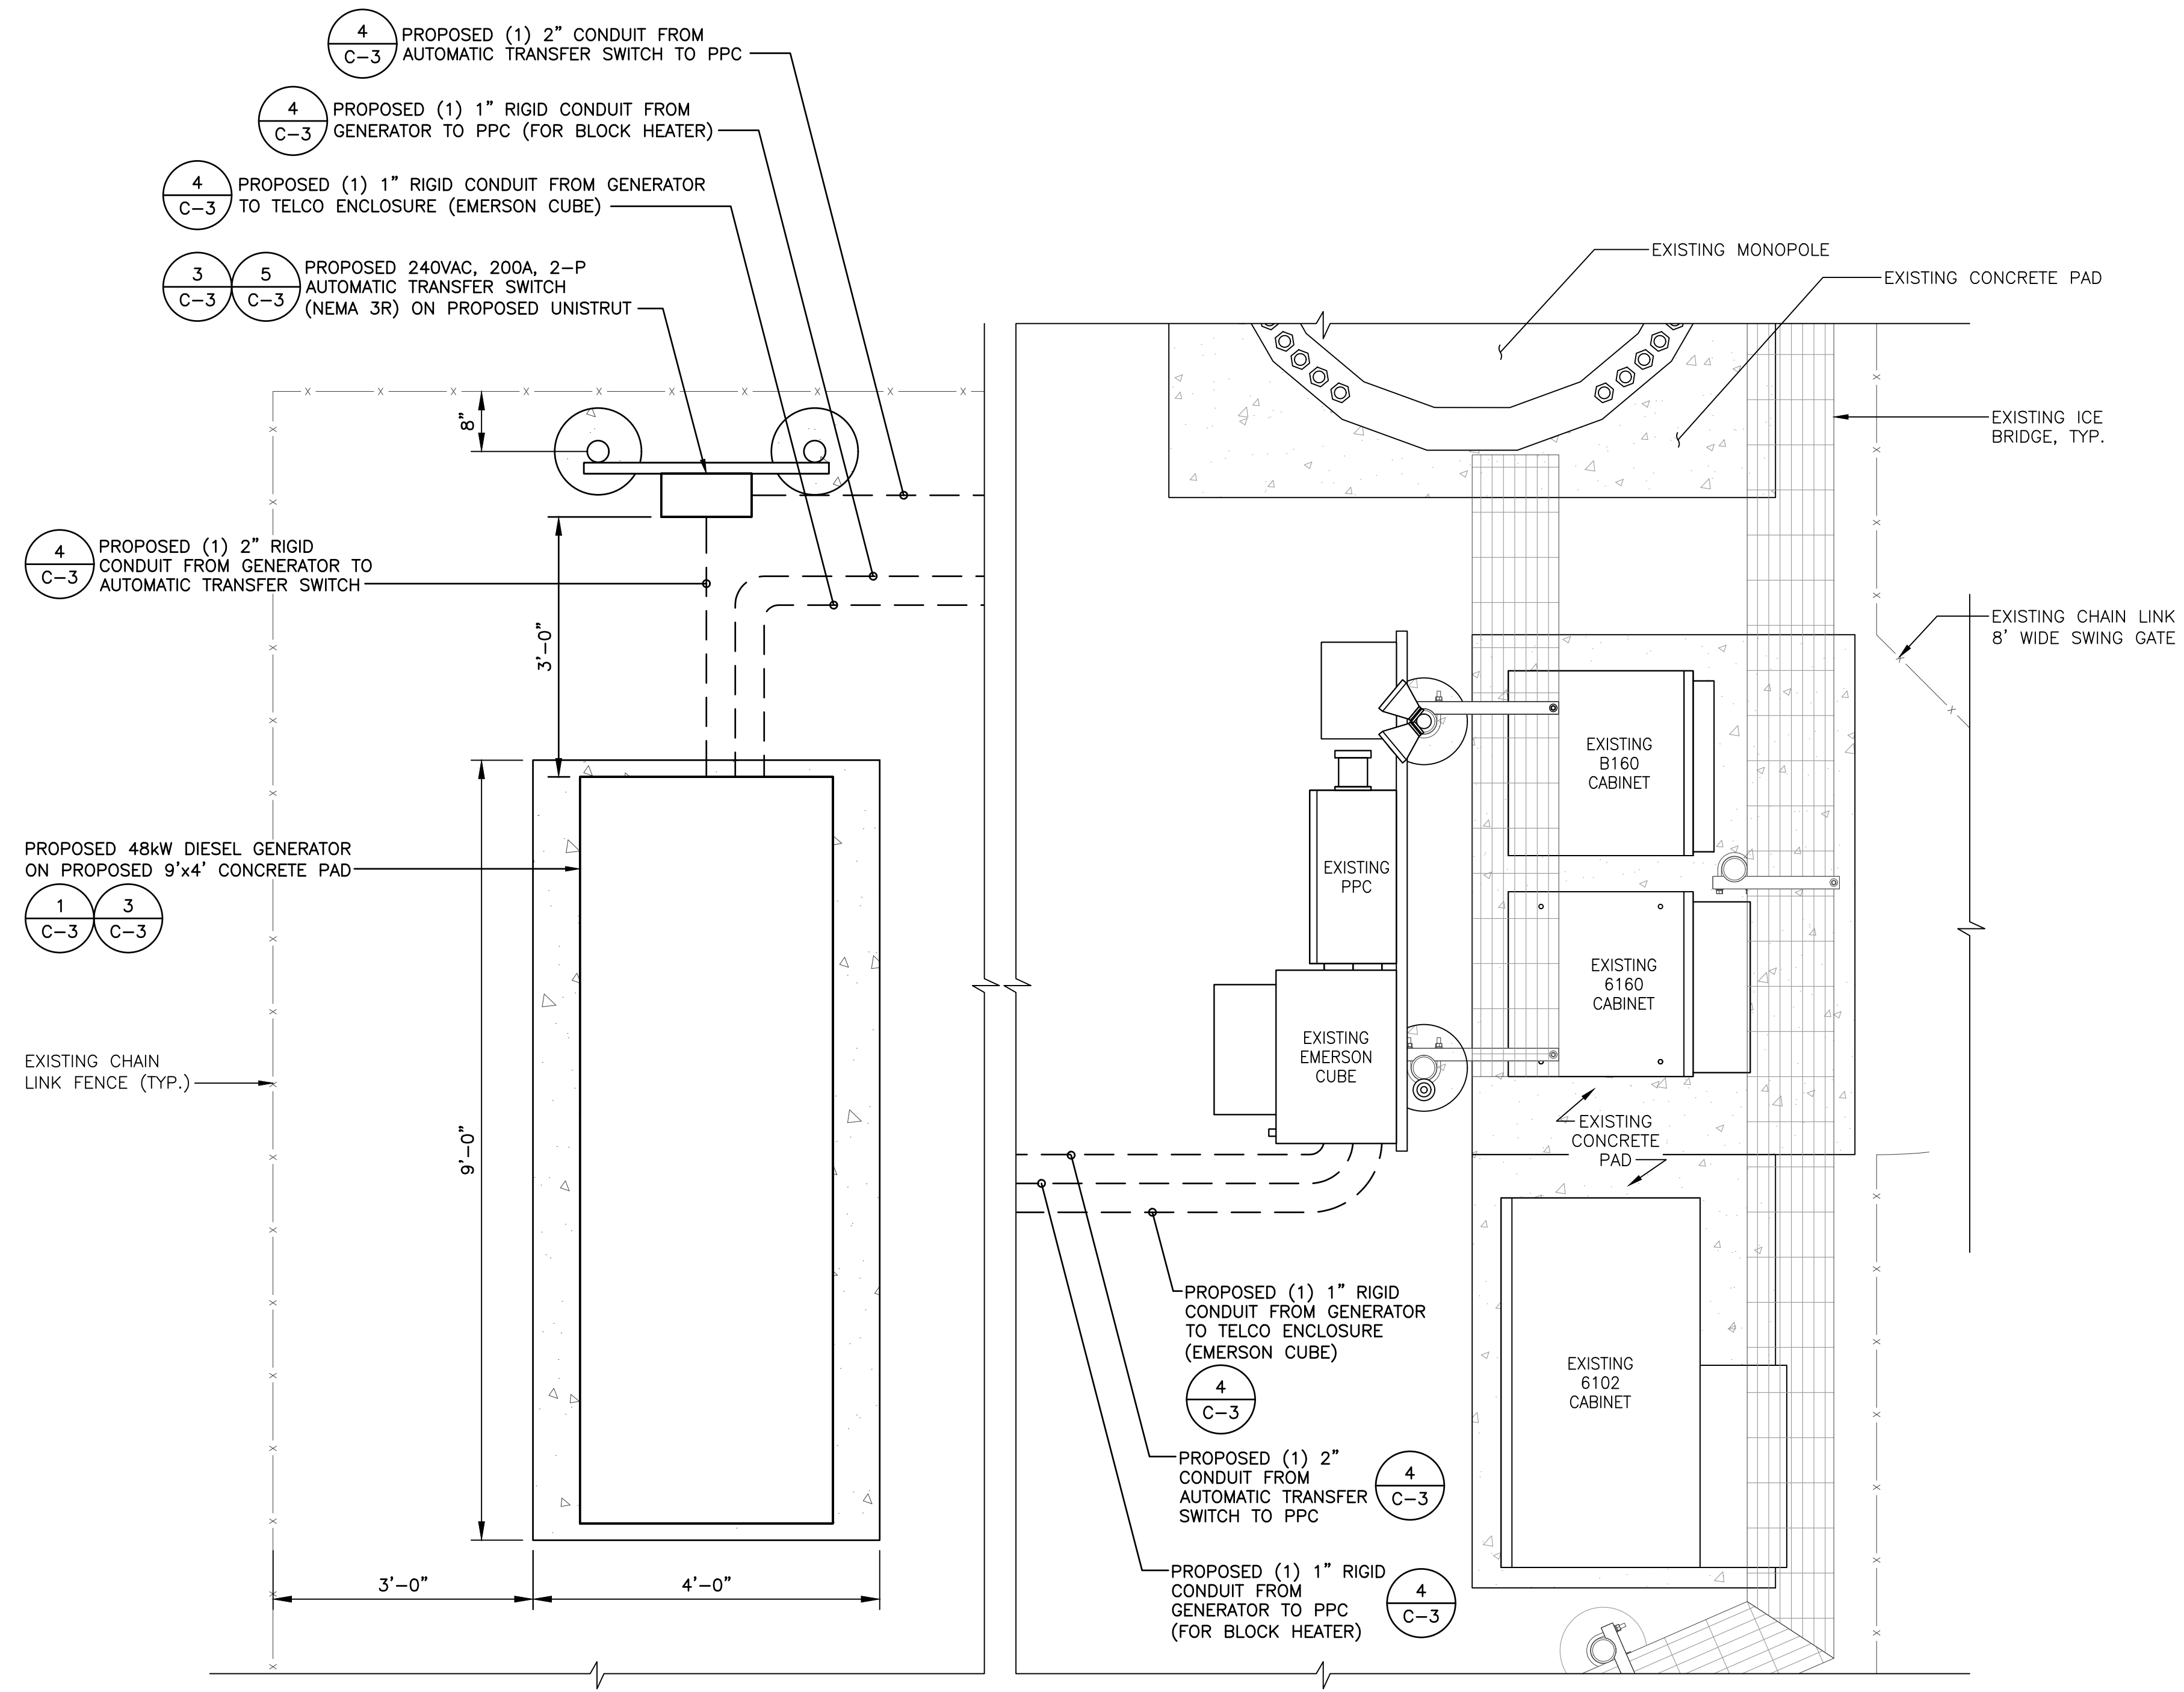 4
C-3
PROPOSED (1) 2" CONDUIT FROM
AUTOMATIC TRANSFER SWITCH TO PPC
4
C-3
PROPOSED (1) 1" RIGID CONDUIT FROM
GENERATOR TO PPC (FOR BLOCK HEATER)
4
C-3
PROPOSED (1) 1" RIGID CONDUIT FROM GENERATOR
TO TELCO ENCLOSURE (EMERSON CUBE)
3
C-3
5
C-3
PROPOSED 240VAC, 200A, 2-P
AUTOMATIC TRANSFER SWITCH
(NEMA 3R) ON PROPOSED UNISTRUT
8"
4
C-3
PROPOSED (1) 2" RIGID
CONDUIT FROM GENERATOR TO
AUTOMATIC TRANSFER SWITCH
3'-0"
PROPOSED 48kW DIESEL GENERATOR
ON PROPOSED 9'x4' CONCRETE PAD
1
C-3
3
C-3
EXISTING CHAIN
LINK FENCE (TYP.)
9'-0"
3'-0"
4'-0"
EXISTING MONOPOLE
EXISTING CONCRETE PAD
EXISTING ICE
BRIDGE, TYP.
EXISTING CHAIN LINK
8' WIDE SWING GATE
EXISTING
B160
CABINET
EXISTING
PPC
EXISTING
6160
CABINET
EXISTING
EMERSON
CUBE
EXISTING
CONCRETE
PAD
PROPOSED (1) 1" RIGID
CONDUIT FROM GENERATOR
TO TELCO ENCLOSURE
(EMERSON CUBE)
4
C-3
EXISTING
6102
CABINET
PROPOSED (1) 2"
CONDUIT FROM
AUTOMATIC TRANSFER
SWITCH TO PPC
4
C-3
PROPOSED (1) 1" RIGID
CONDUIT FROM
GENERATOR TO PPC
(FOR BLOCK HEATER)
4
C-3